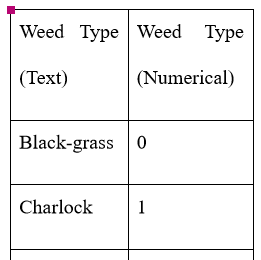 Weed Type Weed Type
(Text) (Numerical)
Black-grass 0
Charlock 1